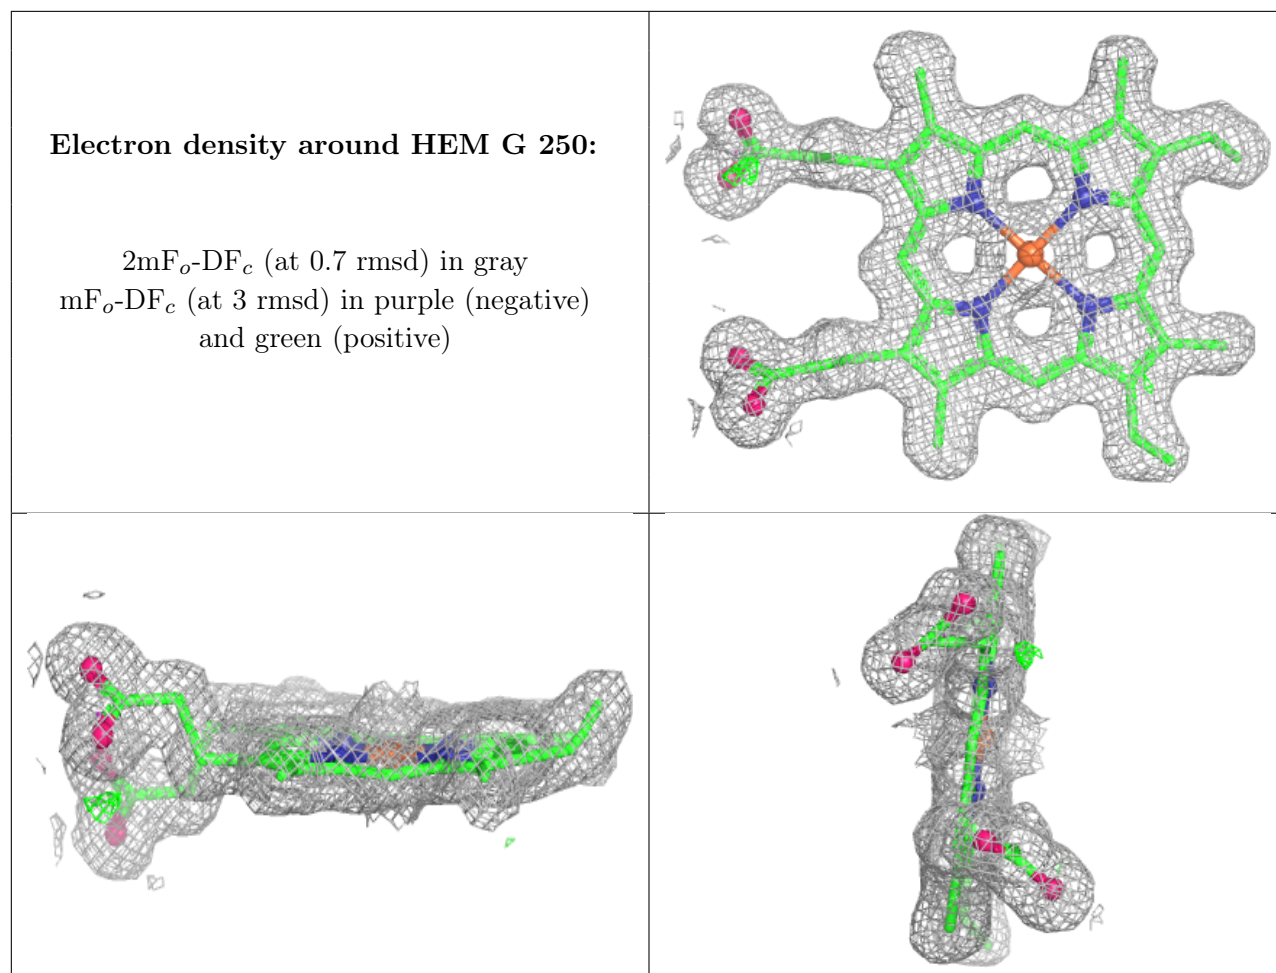 Electron density around HEM G 250:
2mFo-DFc (at 0.7 rmsd) in gray
mFo-DFc (at 3 rmsd) in purple (negative)
and green (positive)